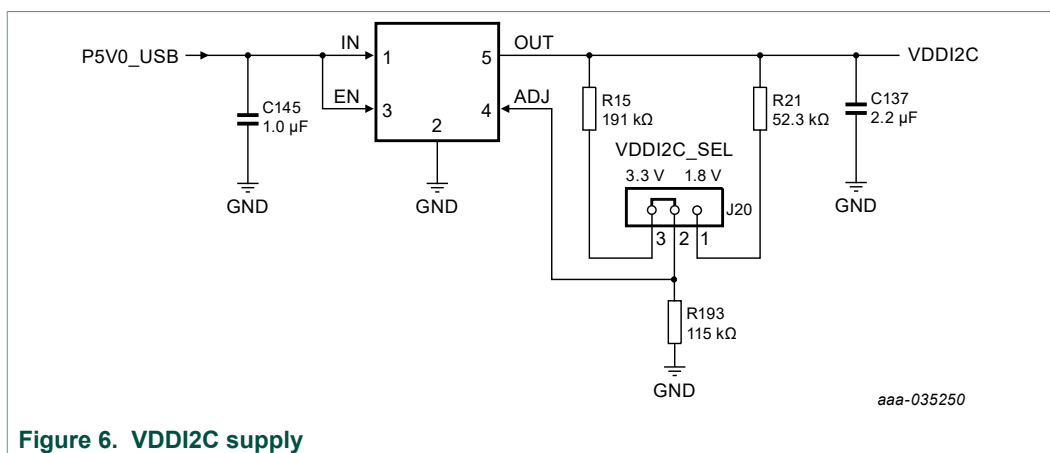 P5V0_USB
IN
1
5
OUT
VDDI2C
EN
3
4
ADJ
2
C145
1.0 µF
R15
191 kΩ
R21
52.3 kΩ
C137
2.2 µF
VDDI2C_SEL
3.3 V 1.8 V
J20
3 2 1
GND
GND
GND
R193
115 kΩ
GND
aaa-035250
Figure 6. VDDI2C supply